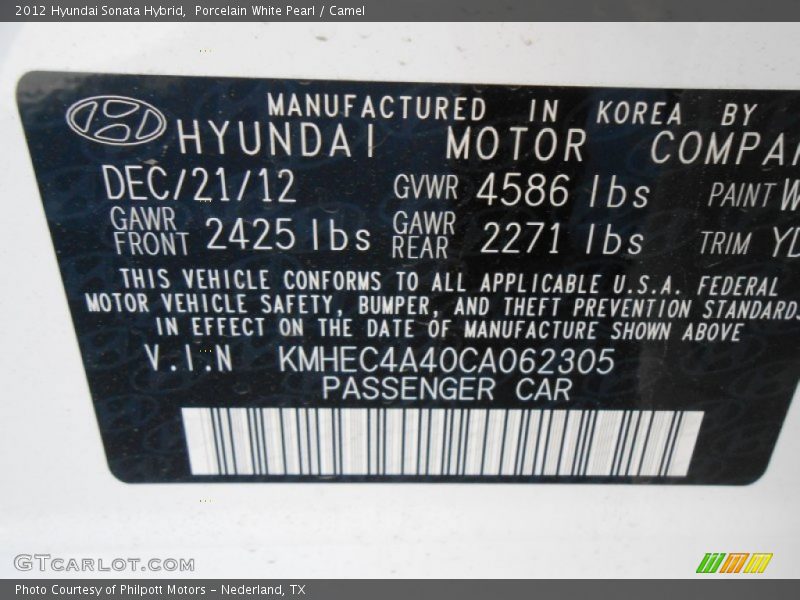 2012 Hyundai Sonata Hybrid, Porcelain White Pearl / Camel
MANUFACTURED IN KOREA BY
HYUNDAI MOTOR
DEC/21/12 GVWR 4586 lbs PAINT
GAWR FRONT 2425 lbs GAWR REAR 2271 lbs TRIM
THIS VEHICLE CONFORMS TO ALL APPLICABLE U.S.A. FEDERAL
MOTOR VEHICLE SAFETY, BUMPER, AND THEFT PREVENTION STANDARDS
IN EFFECT ON THE DATE OF MANUFACTURE SHOWN ABOVE
V.I.N KMHEC4A40CA062305
PASSENGER CAR
GTCARLOT.COM
Photo Courtesy of Philpott Motors - Nederland, TX